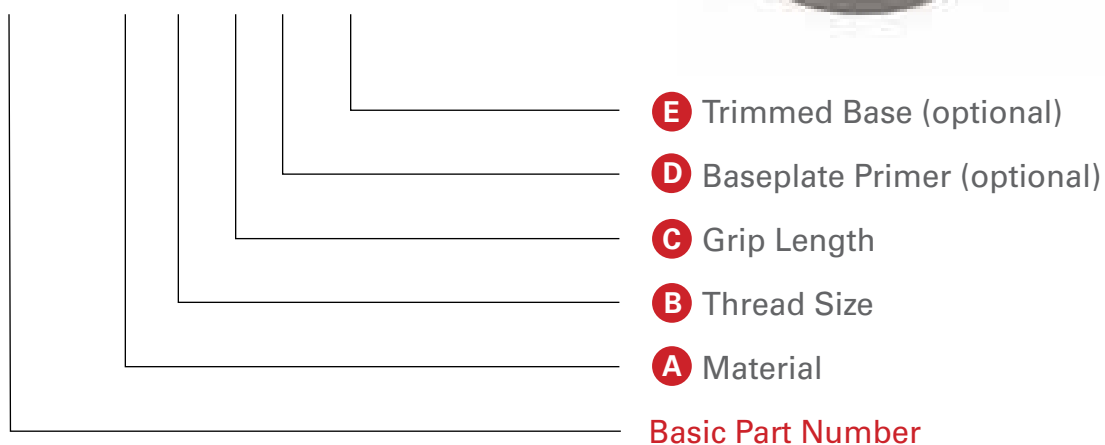 E Trimmed Base (optional)
D Baseplate Primer (optional)
C Grip Length
B Thread Size
A Material
Basic Part Number